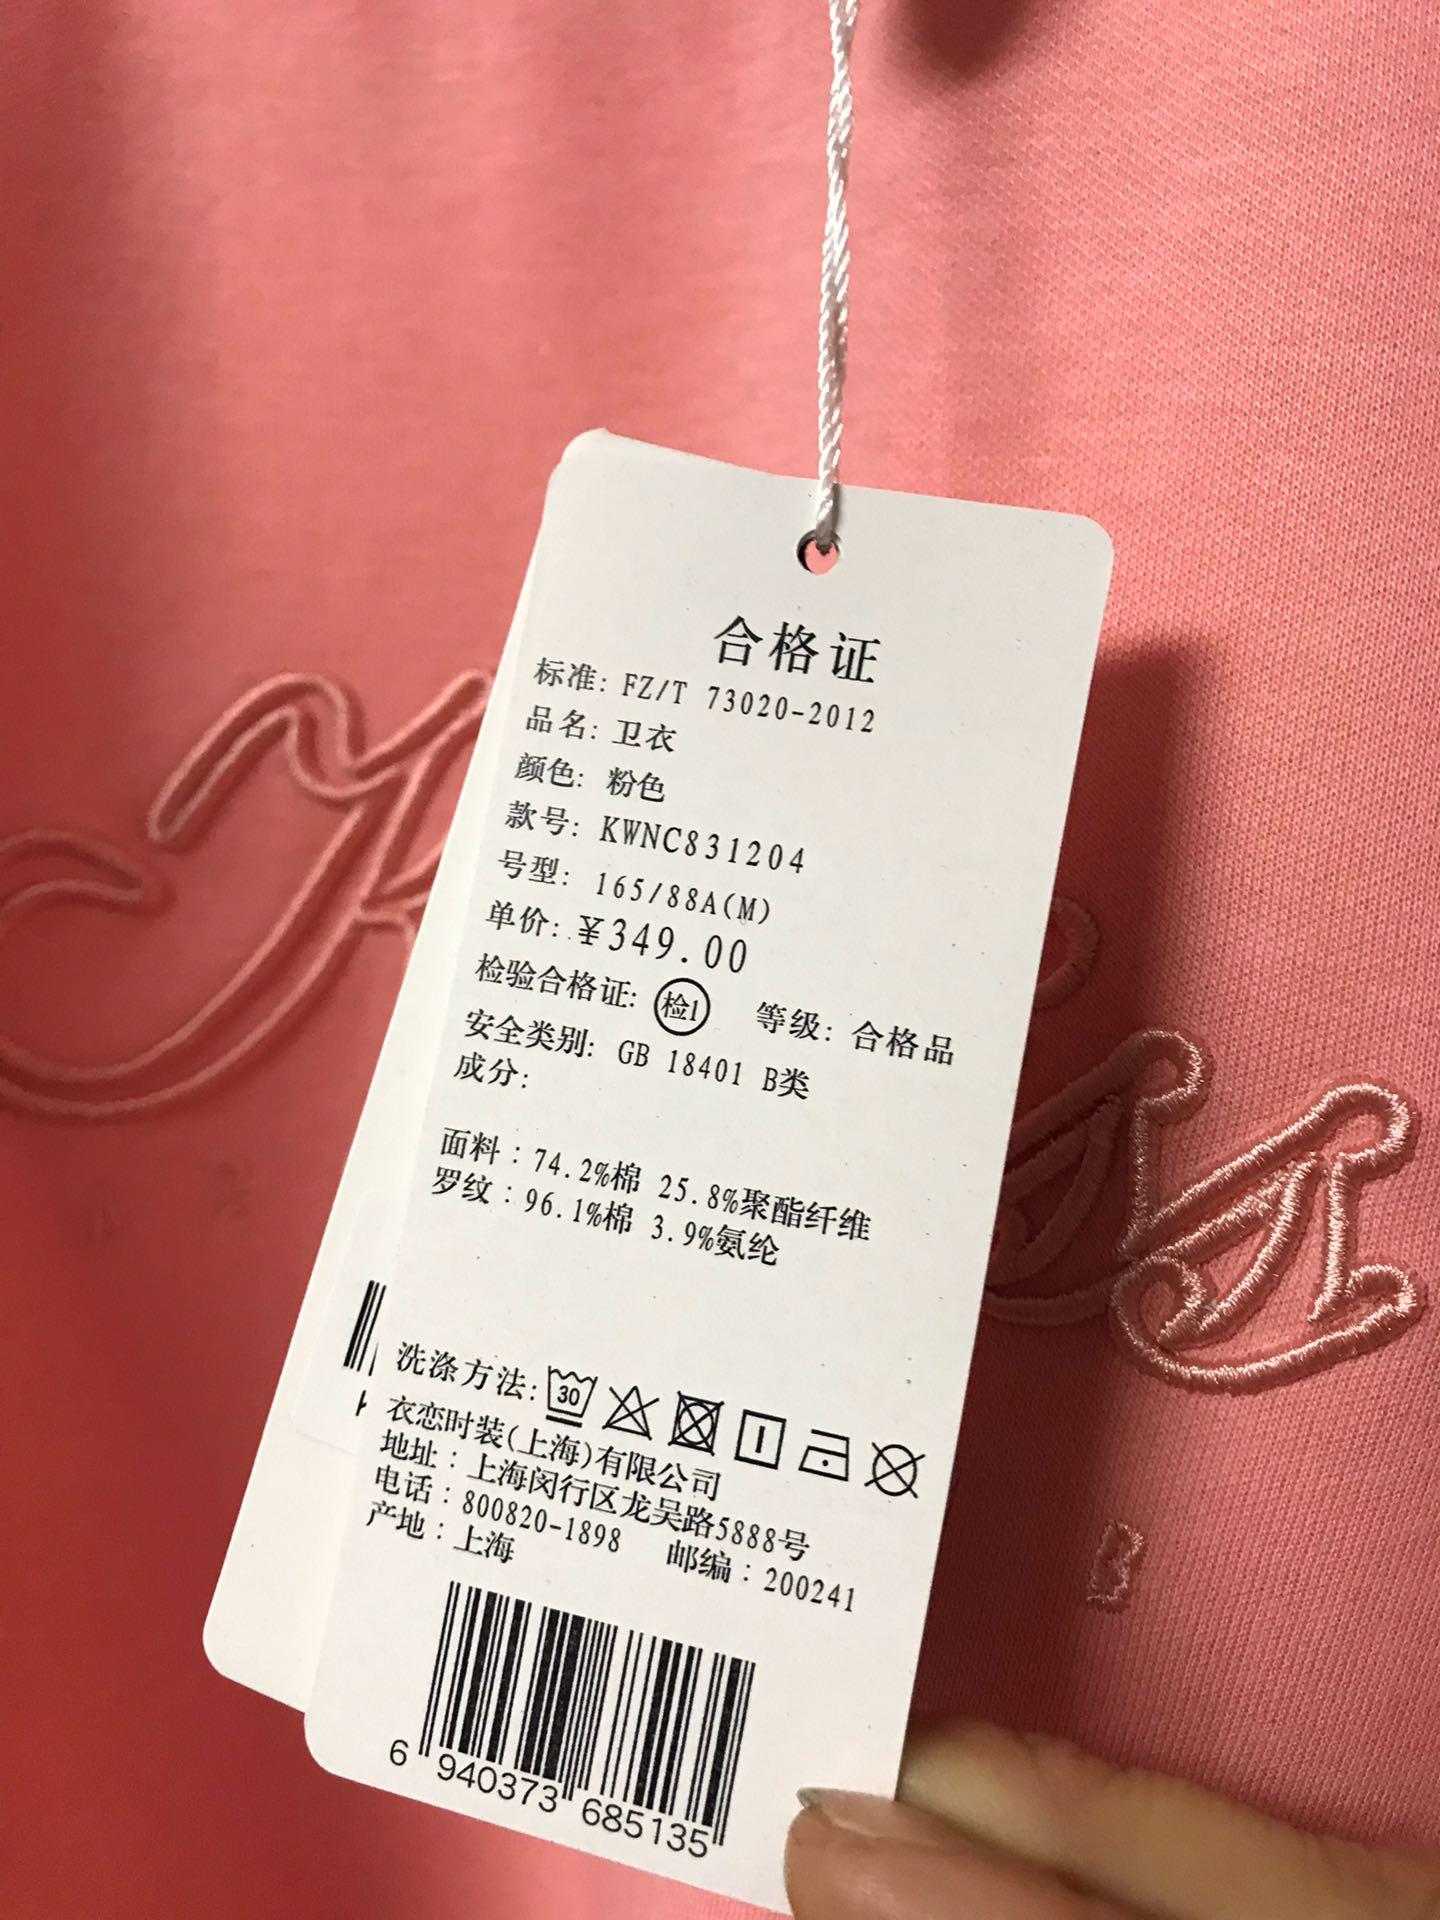 合格证
标准: FZ/T 73020-2012
品名: 卫衣
颜色: 粉色
款号: KWNC831204
号型: 165/88A(M)
单价: ¥349.00
检验合格证: 检1 等级: 合格品
安全类别: GB 18401 B类
成分:
面料：74.2%棉 25.8%聚酯纤维
罗纹：96.1%棉 3.9%氨纶
洗涤方法: 30
衣恋时装(上海)有限公司
地址：上海闵行区龙吴路5888号
电话：800820-1898 邮编：200241
产地：上海
6 940373 685135